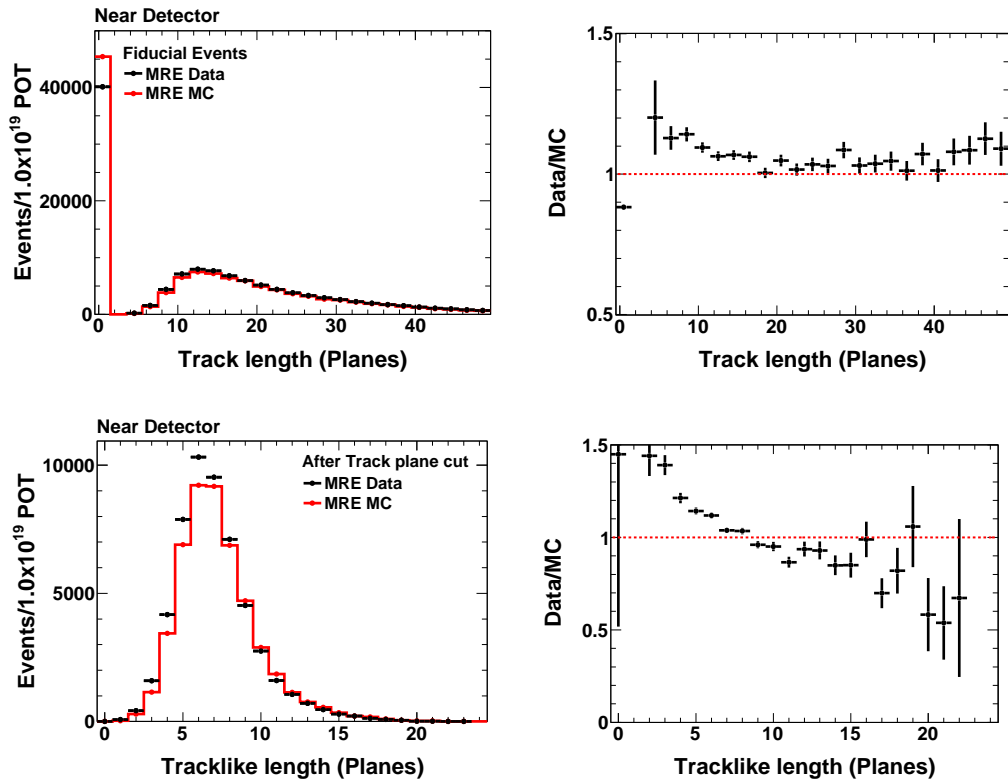 Near Detector
Fiducial Events
MRE Data
MRE MC
Events/1.0x10¹⁹ POT
40000
20000
0
0 10 20 30 40
Track length (Planes)
1.5
1
0.5
Data/MC
0 10 20 30 40
Track length (Planes)
Near Detector
After Track plane cut
MRE Data
MRE MC
Events/1.0x10¹⁹ POT
10000
5000
0
0 5 10 15 20
Tracklike length (Planes)
1.5
1
0.5
0
Data/MC
0 5 10 15 20
Tracklike length (Planes)